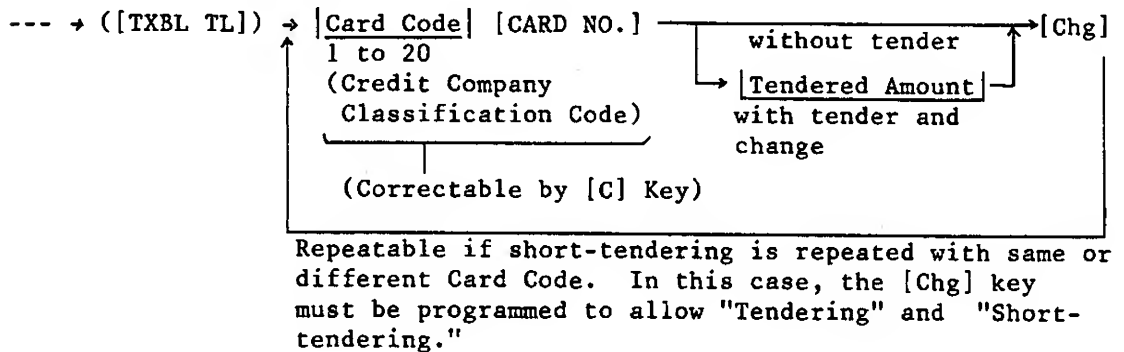 --- → ([TXBL TL]) → |Card Code| [CARD NO.] →[Chg]
without tender
1 to 20
(Credit Company
Classification Code)
→ |Tendered Amount|
with tender and
change
(Correctable by [C] Key)
Repeatable if short-tendering is repeated with same or
different Card Code. In this case, the [Chg] key
must be programmed to allow "Tendering" and "Short-
tendering."